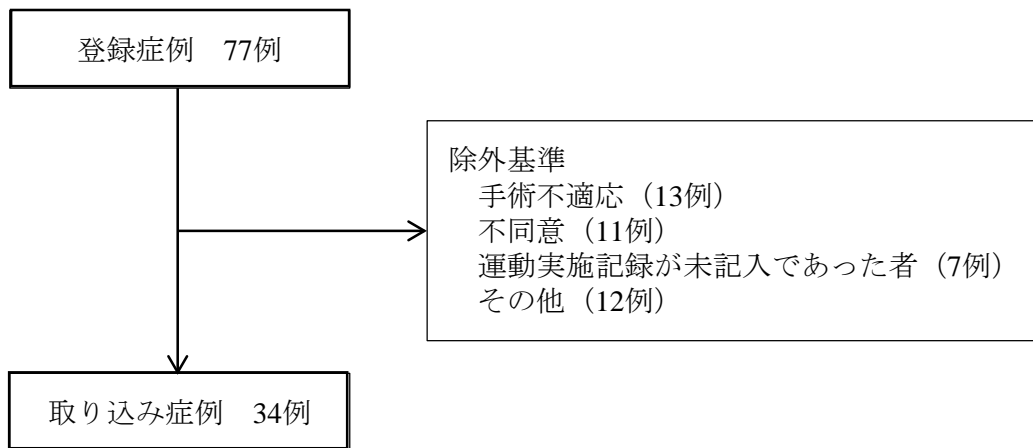 登録症例　77例
除外基準
手術不適応（13例）
不同意（11例）
運動実施記録が未記入であった者（7例）
その他（12例）
取り込み症例　34例